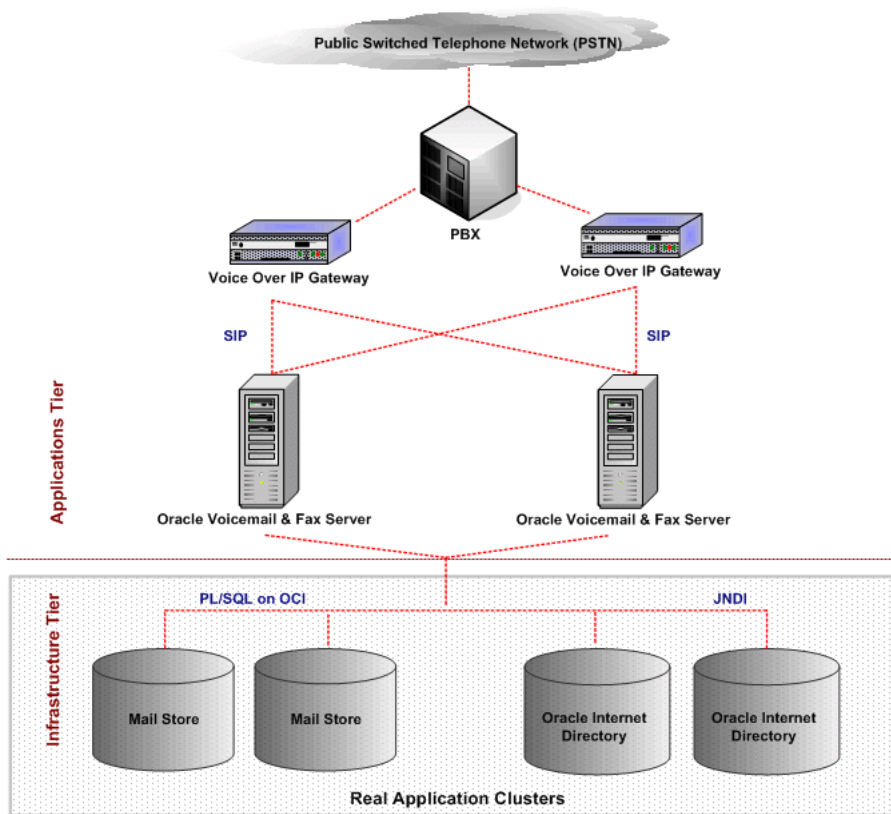 Public Switched Telephone Network (PSTN)
PBX
Voice Over IP Gateway
Voice Over IP Gateway
SIP
SIP
Applications Tier
Oracle Voicemail & Fax Server
Oracle Voicemail & Fax Server
Infrastructure Tier
PL/SQL on OCI
JNDI
Mail Store
Mail Store
Oracle Internet
Directory
Oracle Internet
Directory
Real Application Clusters